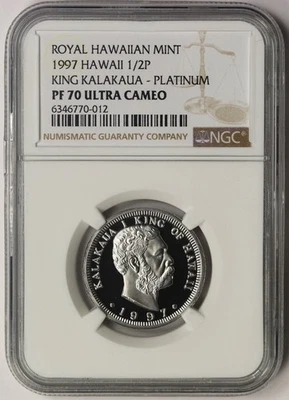 ROYAL HAWAIIAN MINT
1997 HAWAII 1/2P
KING KALAKAUA - PLATINUM
PF 70 ULTRA CAMEO
6346770-012
NUMISMATIC GUARANTY COMPANY
NGC
KALAKAUA I KING OF HAWAII
• 1997 •